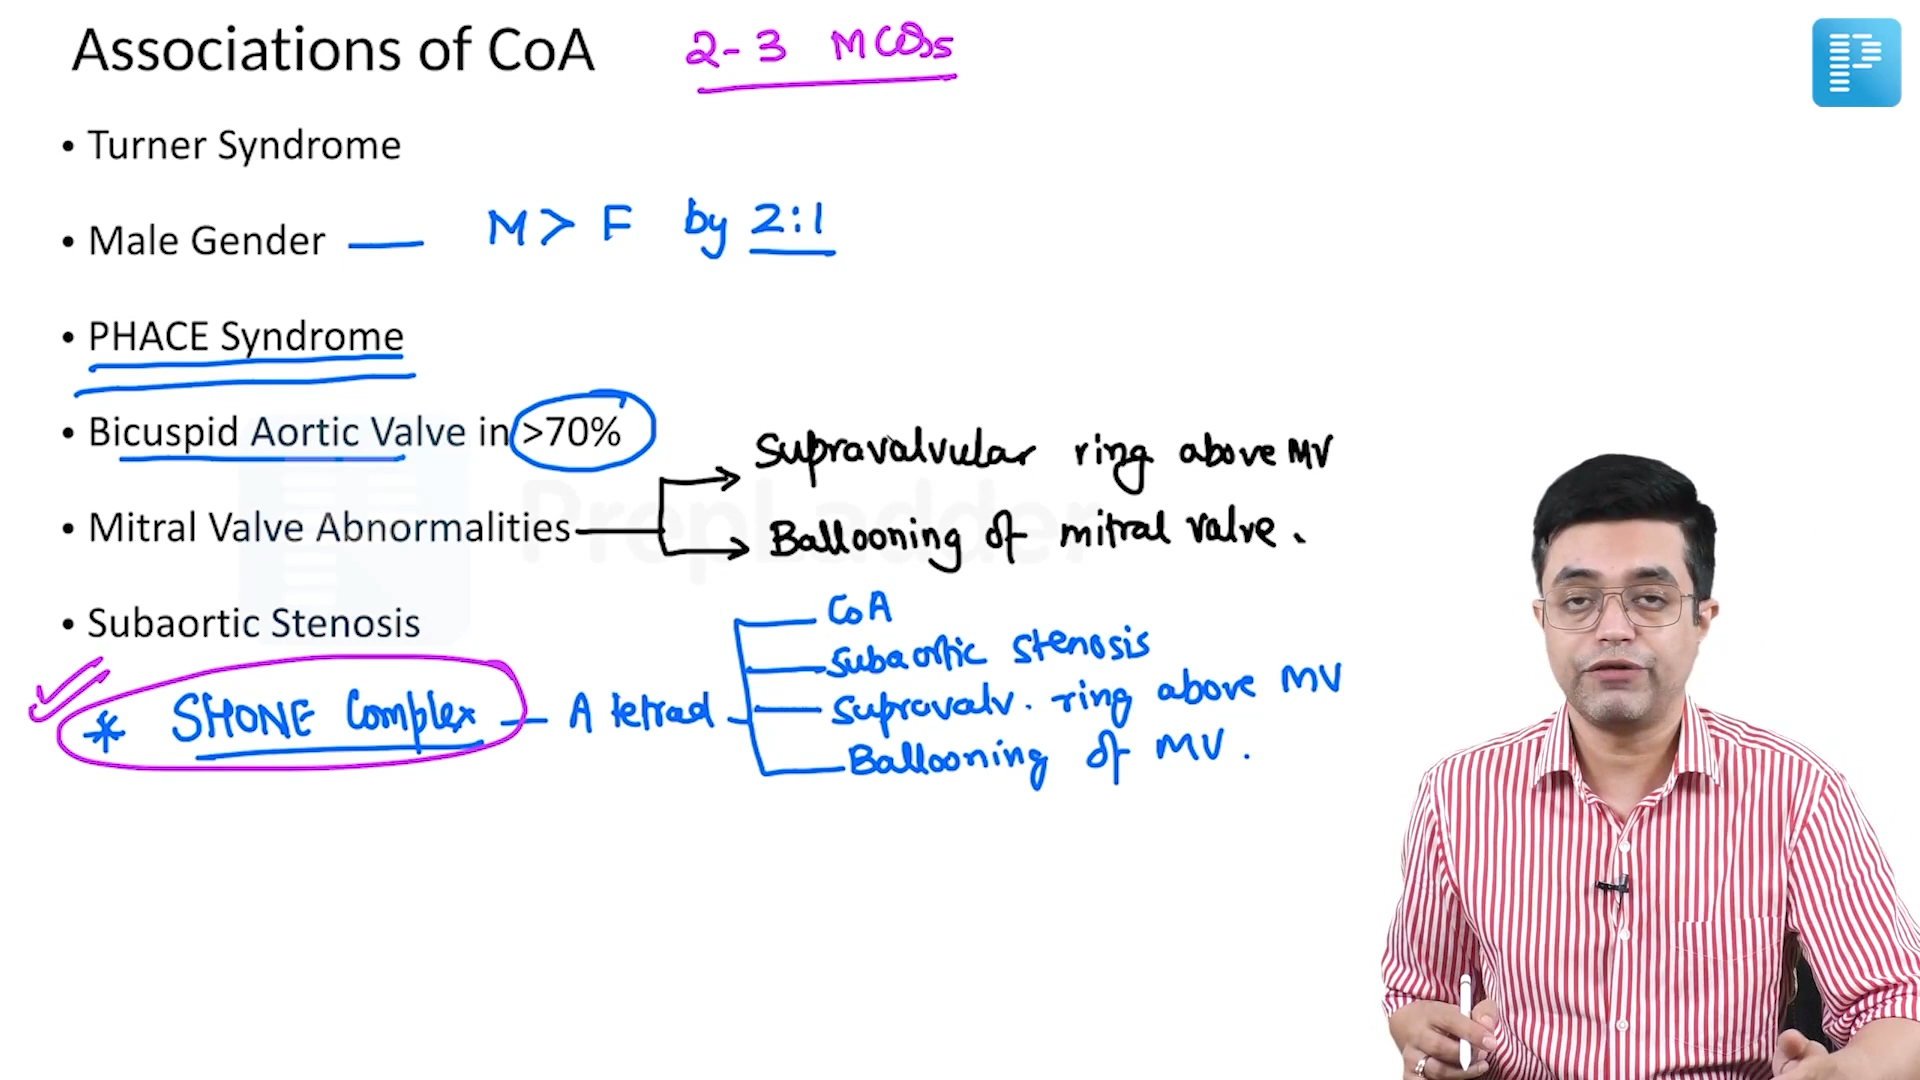 Associations of CoA 2-3 MCQs
• Turner Syndrome
• Male Gender — M > F by 2:1
• PHACE Syndrome
• Bicuspid Aortic Valve in >70%
Supravalvular ring above MV
• Mitral Valve Abnormalities
Ballooning of mitral valve.
• Subaortic Stenosis
* SHONE Complex — A tetrad
CoA
Subaortic stenosis
Supravalv. ring above MV
Ballooning of MV.
PrepLadder